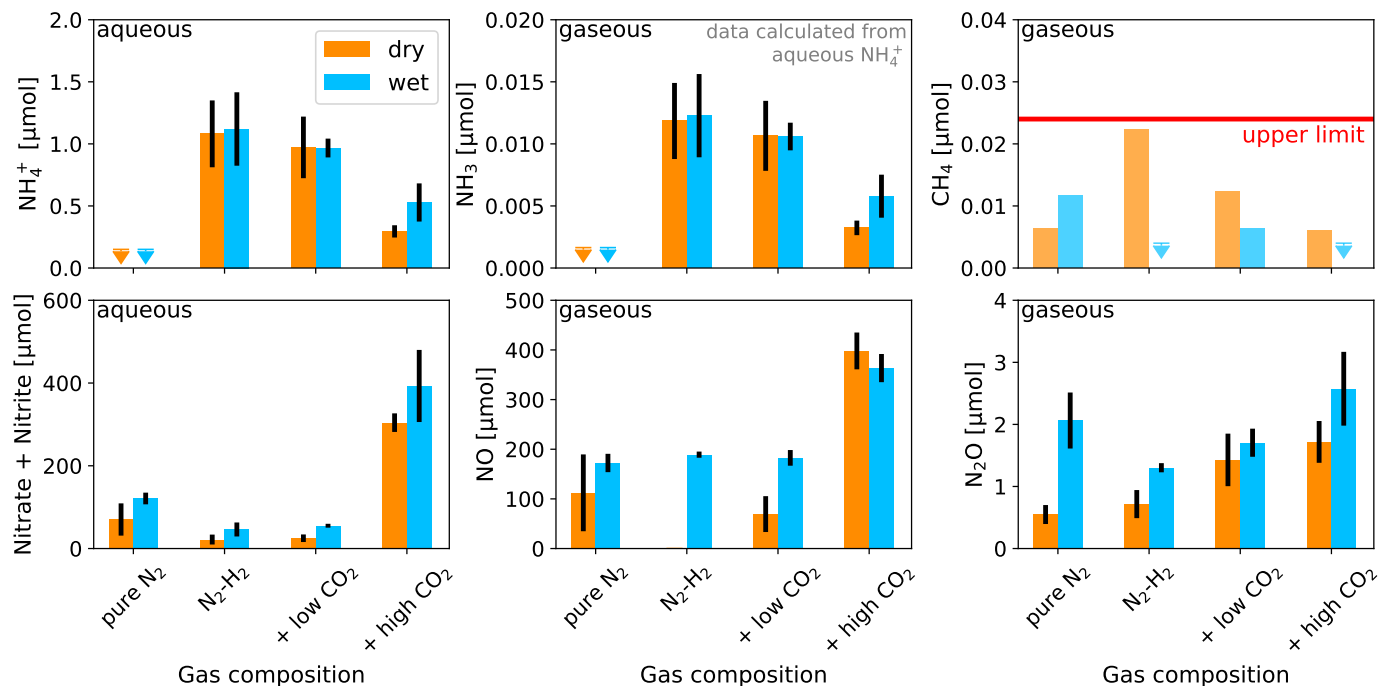 aqueous
dry
wet
NH₄⁺ [µmol]
2.0
1.5
1.0
0.5
0.0
gaseous
data calculated from
aqueous NH₄⁺
NH₃ [µmol]
0.020
0.015
0.010
0.005
0.000
gaseous
upper limit
CH₄ [µmol]
0.04
0.03
0.02
0.01
0.00
aqueous
Nitrate + Nitrite [µmol]
600
400
200
0
pure N₂
N₂-H₂
+ low CO₂
+ high CO₂
Gas composition
gaseous
NO [µmol]
500
400
300
200
100
0
pure N₂
N₂-H₂
+ low CO₂
+ high CO₂
Gas composition
gaseous
N₂O [µmol]
4
3
2
1
0
pure N₂
N₂-H₂
+ low CO₂
+ high CO₂
Gas composition